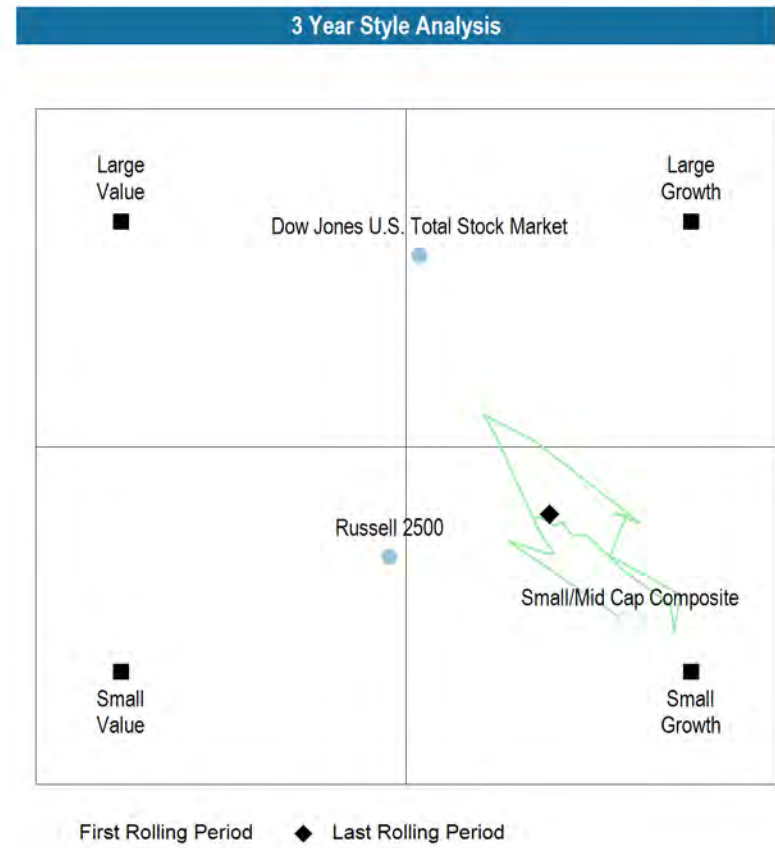 3 Year Style Analysis
Large
Value
Large
Growth
Dow Jones U.S. Total Stock Market
Russell 2500
Small/Mid Cap Composite
Small
Value
Small
Growth
First Rolling Period
Last Rolling Period